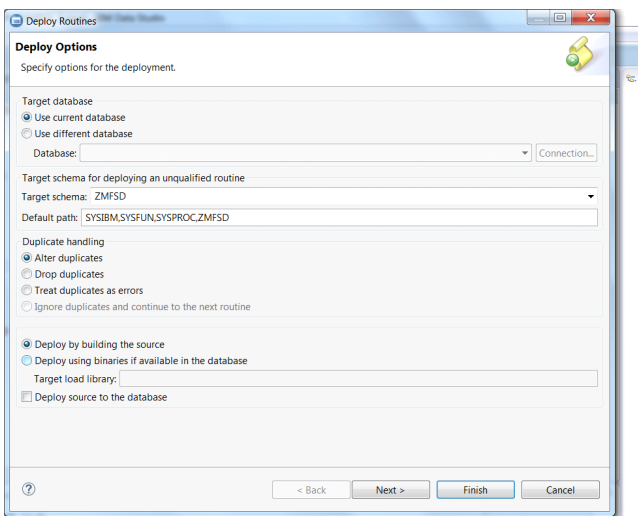 Deploy Routines
IBM Data Studio
Deploy Options
Specify options for the deployment.
Target database
Use current database
Use different database
Database:
Connection...
Target schema for deploying an unqualified routine
Target schema: ZMFSD
Default path: SYSIBM,SYSFUN,SYSPROC,ZMFSD
Duplicate handling
Alter duplicates
Drop duplicates
Treat duplicates as errors
Ignore duplicates and continue to the next routine
Deploy by building the source
Deploy using binaries if available in the database
Target load library:
Deploy source to the database
?
< Back
Next >
Finish
Cancel